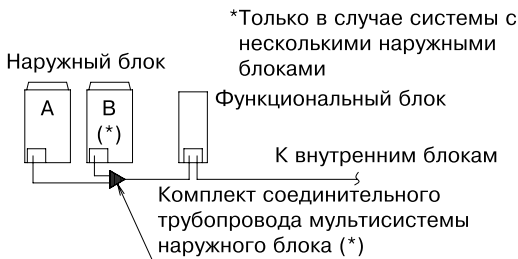 *Только в случае системы с
несколькими наружными
блоками
Наружный блок
A
B
(*)
Функциональный блок
К внутренним блокам
Комплект соединительного
трубопровода мультисистемы
наружного блока (*)